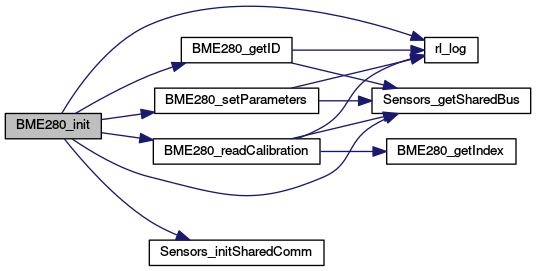 BME280_init
BME280_getID
BME280_setParameters
BME280_readCalibration
Sensors_initSharedComm
rl_log
Sensors_getSharedBus
BME280_getIndex